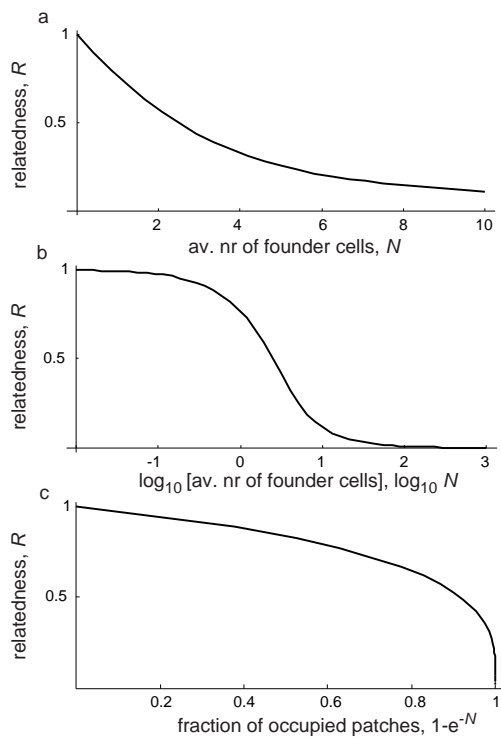 a
1
0.5
relatedness, R
2 4 6 8 10
av. nr of founder cells, N
b
1
0.5
relatedness, R
-1 0 1 2 3
log10 [av. nr of founder cells], log10 N
c
1
0.5
relatedness, R
0.2 0.4 0.6 0.8 1
fraction of occupied patches, 1-e-N